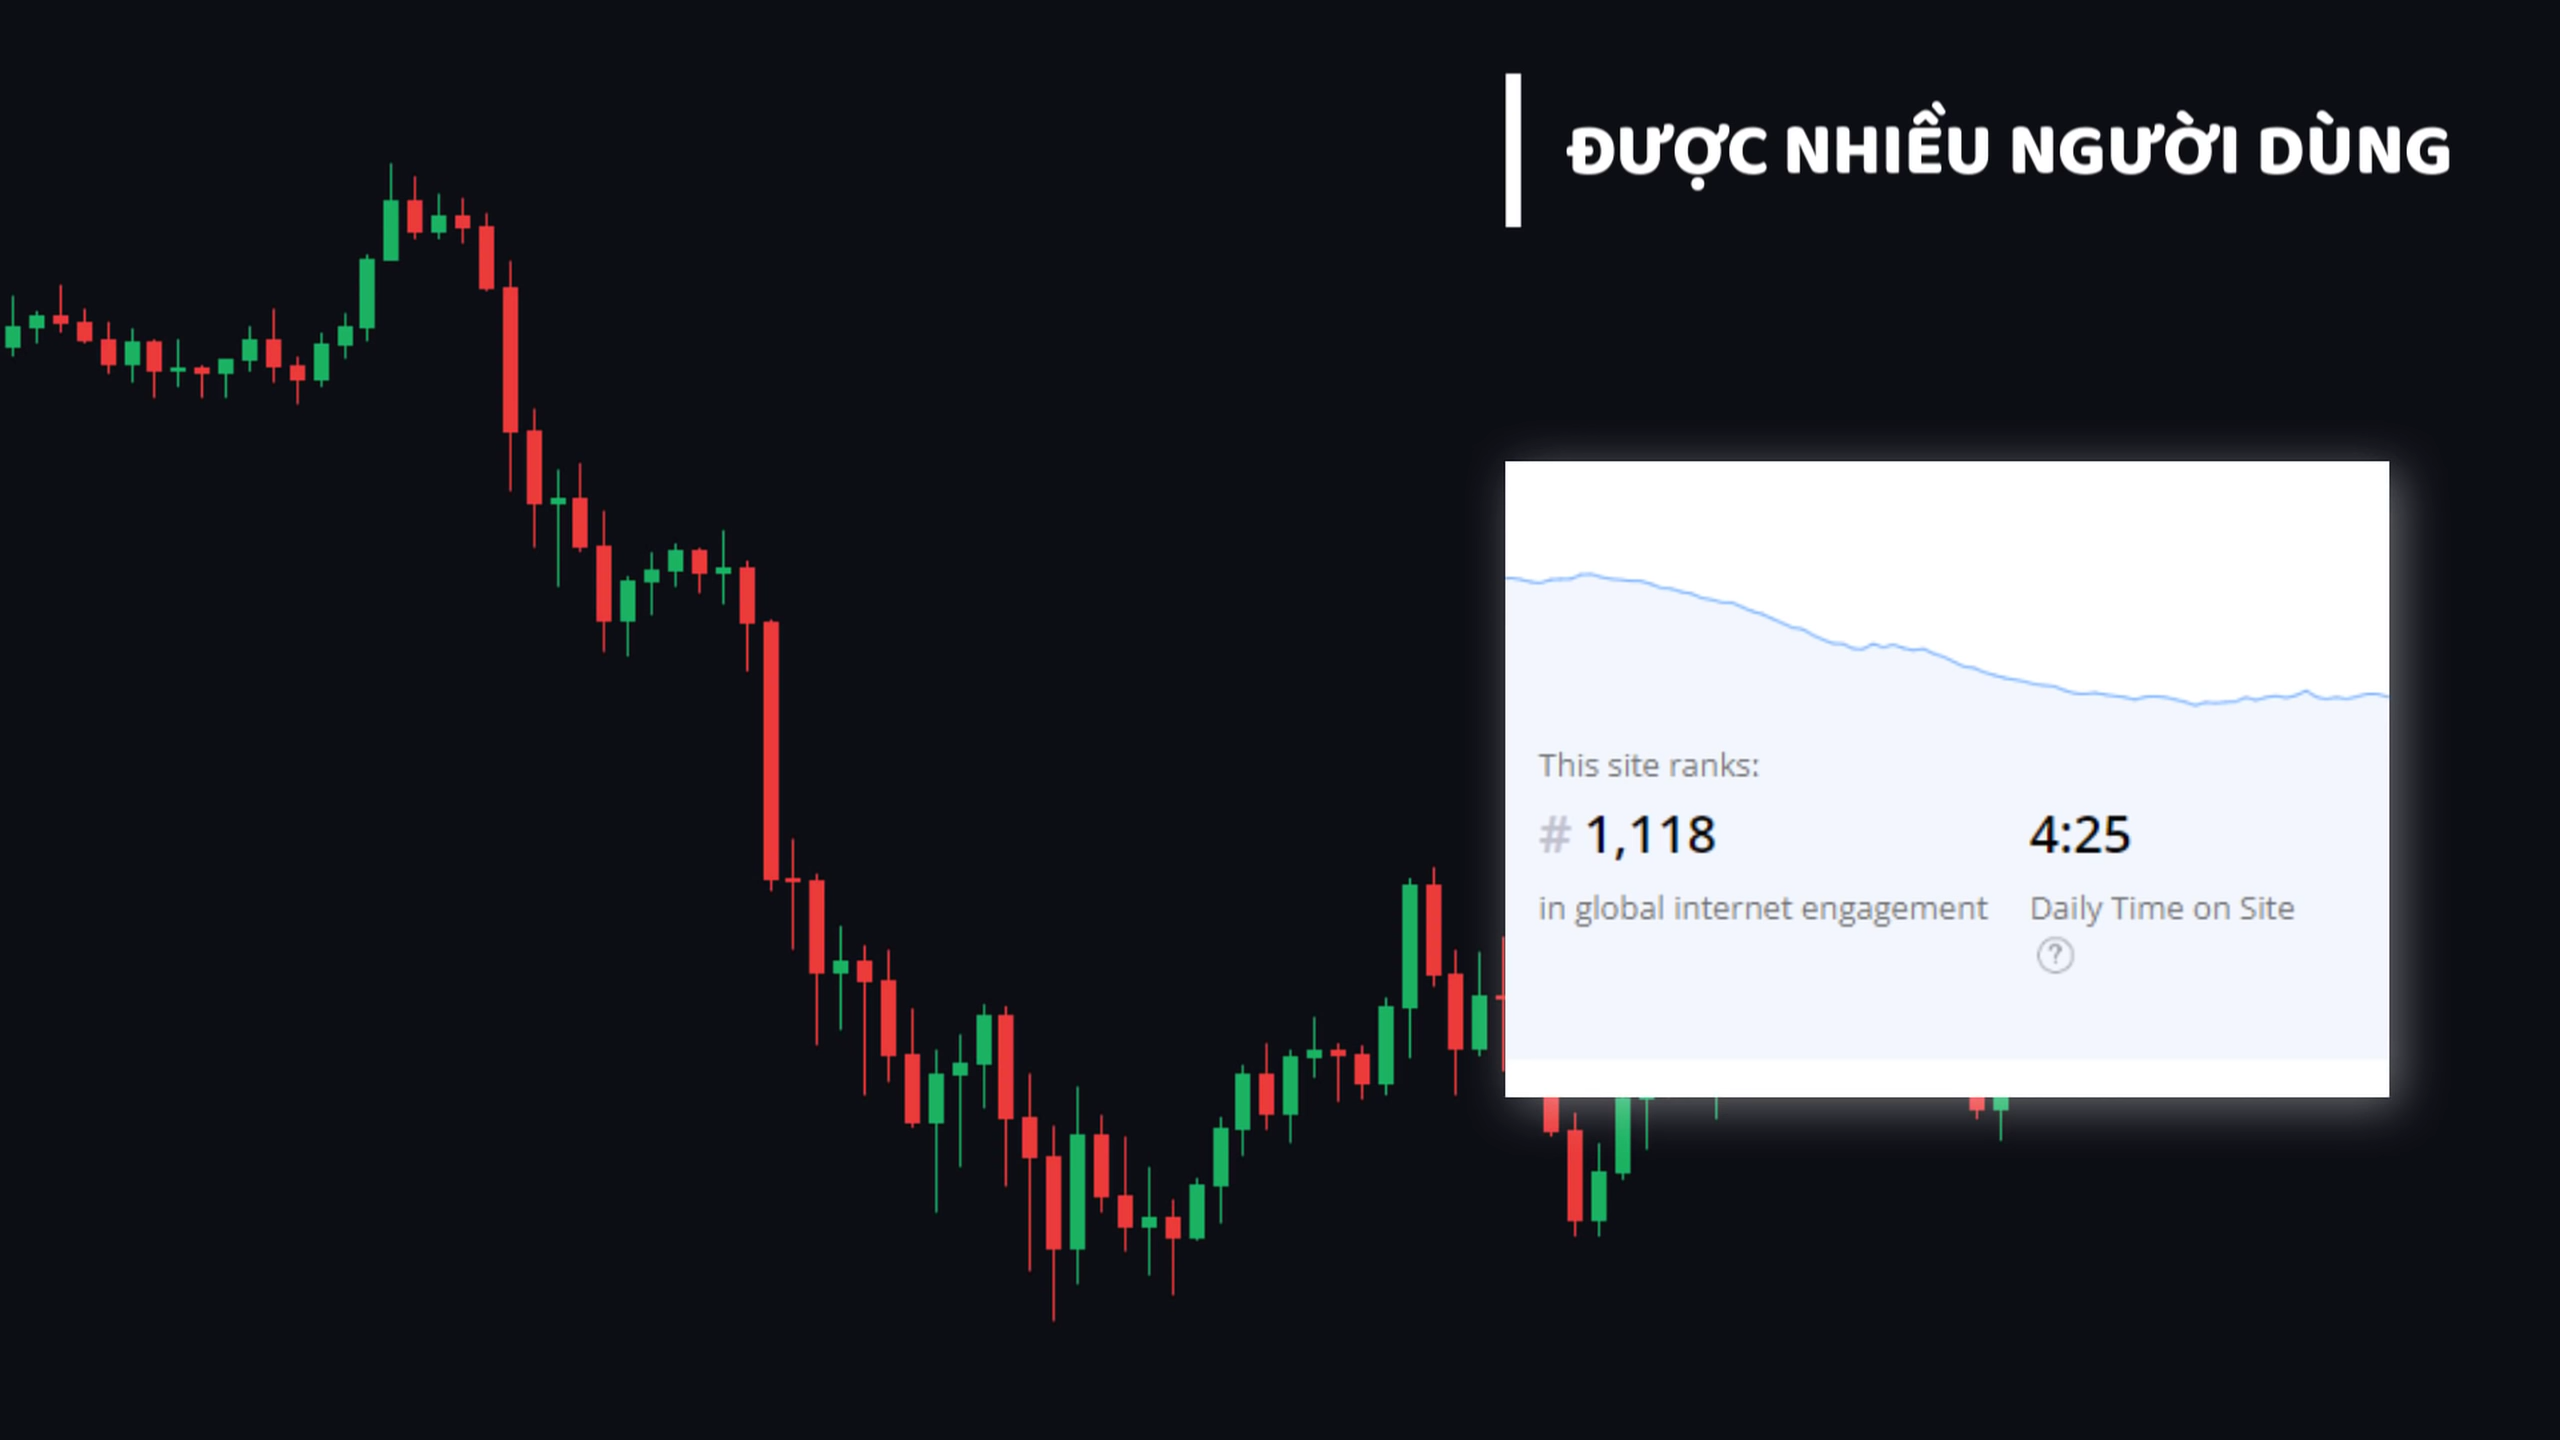 ĐƯỢC NHIỀU NGƯỜI DÙNG
This site ranks:
# 1,118
4:25
in global internet engagement
Daily Time on Site
?